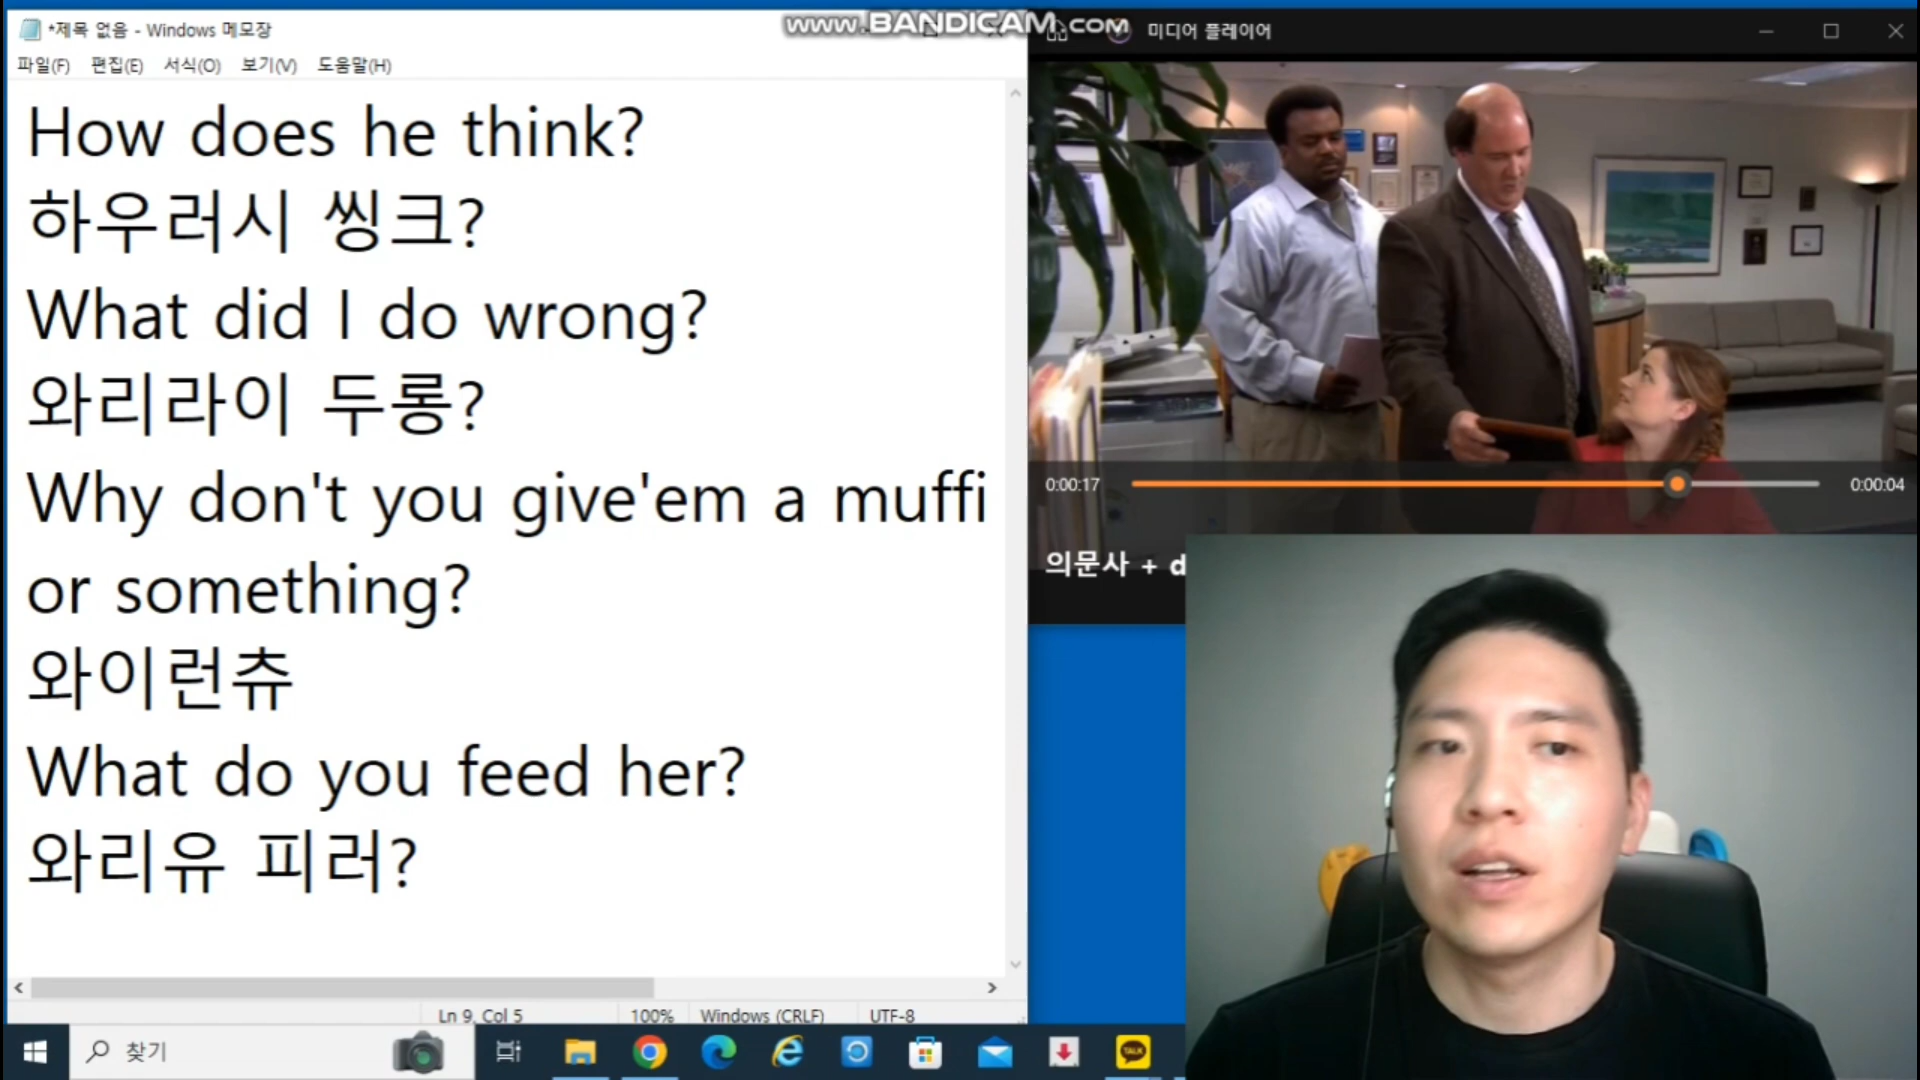 *제목 없음 - Windows 메모장
www.BANDICAM.com
미디어 플레이어
파일(F) 편집(E) 서식(O) 보기(V) 도움말(H)
How does he think?
하우러시 씽크?
What did I do wrong?
와리라이 두롱?
Why don't you give'em a muffi
or something?
와이런츄
What do you feed her?
와리유 피러?
0:00:17
0:00:04
의문사 + d
Ln 9, Col 5
100%
Windows (CRLF)
UTF-8
찾기
TALK